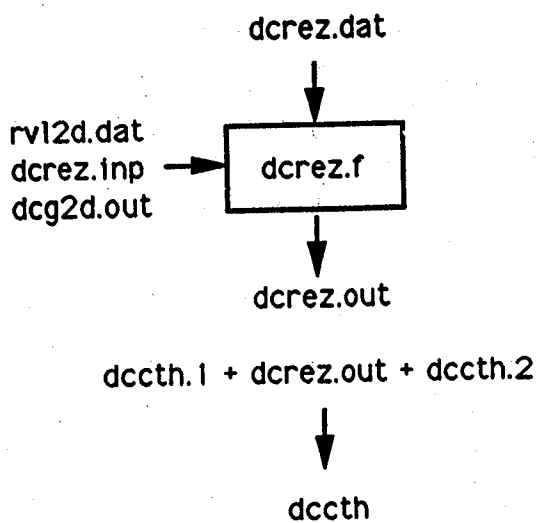 dcrez.dat
rvl2d.dat
dcrez.inp
dcg2d.out
dcrez.f
dcrez.out
dccth.1 + dcrez.out + dccth.2
dccth